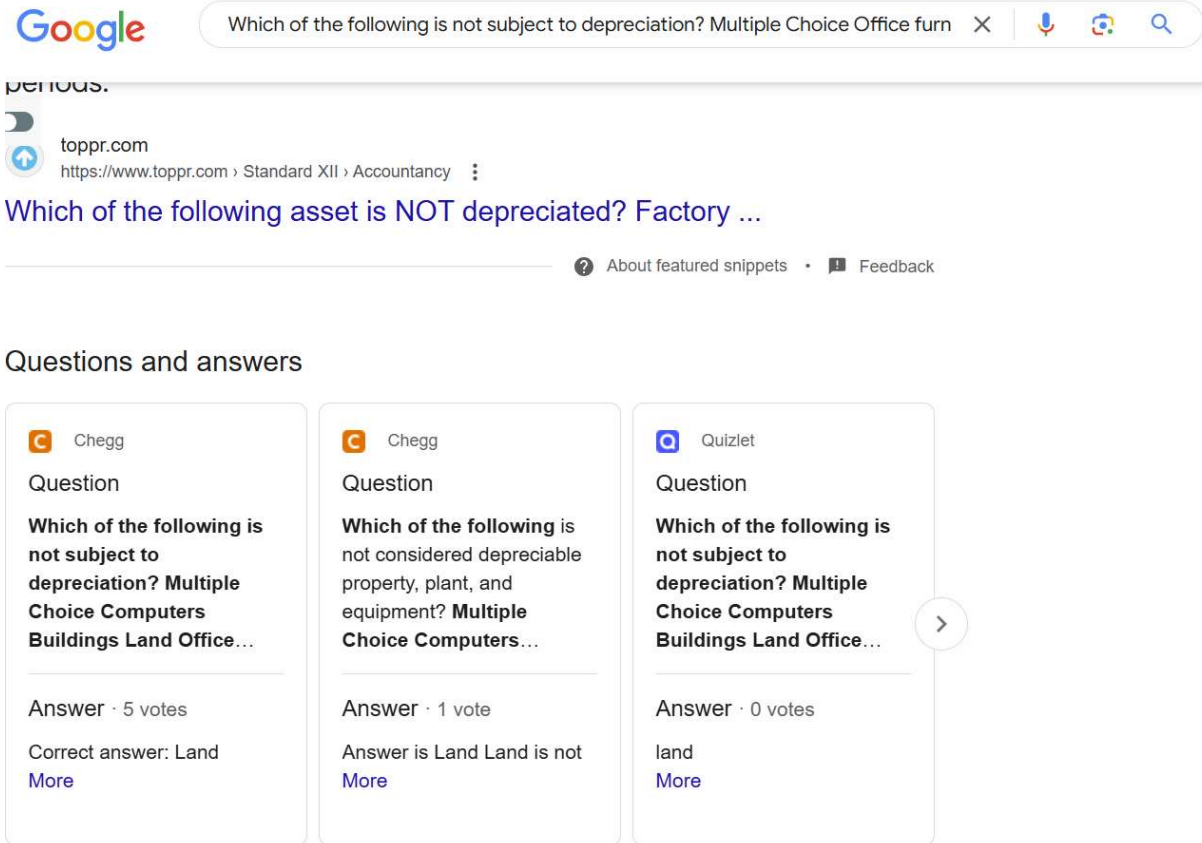 Google
Which of the following is not subject to depreciation? Multiple Choice Office furn
periods.
toppr.com
https://www.toppr.com › Standard XII › Accountancy
Which of the following asset is NOT depreciated? Factory ...
About featured snippets • Feedback
Questions and answers
Chegg
Question
Which of the following is
not subject to
depreciation? Multiple
Choice Computers
Buildings Land Office…
Answer · 5 votes
Correct answer: Land
More
Chegg
Question
Which of the following is
not considered depreciable
property, plant, and
equipment? Multiple
Choice Computers…
Answer · 1 vote
Answer is Land Land is not
More
Quizlet
Question
Which of the following is
not subject to
depreciation? Multiple
Choice Computers
Buildings Land Office…
Answer · 0 votes
land
More